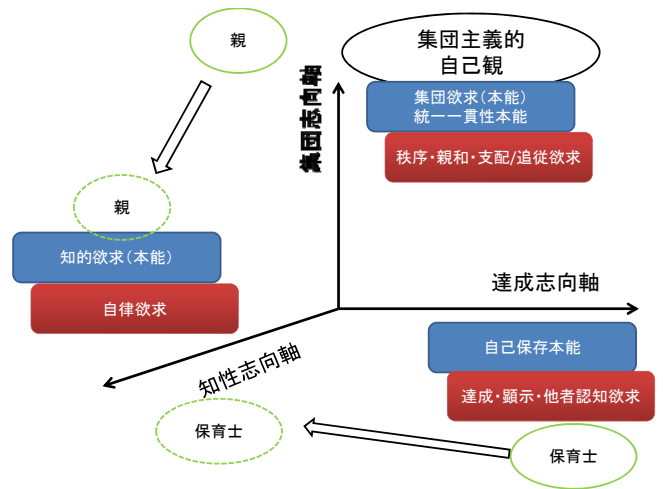 親
集団主義的
自己観
集団志向軸
集団欲求(本能)
統一一貫性本能
秩序・親和・支配/追従欲求
親
知的欲求(本能)
自律欲求
達成志向軸
自己保存本能
達成・顕示・他者認知欲求
知性志向軸
保育士
保育士